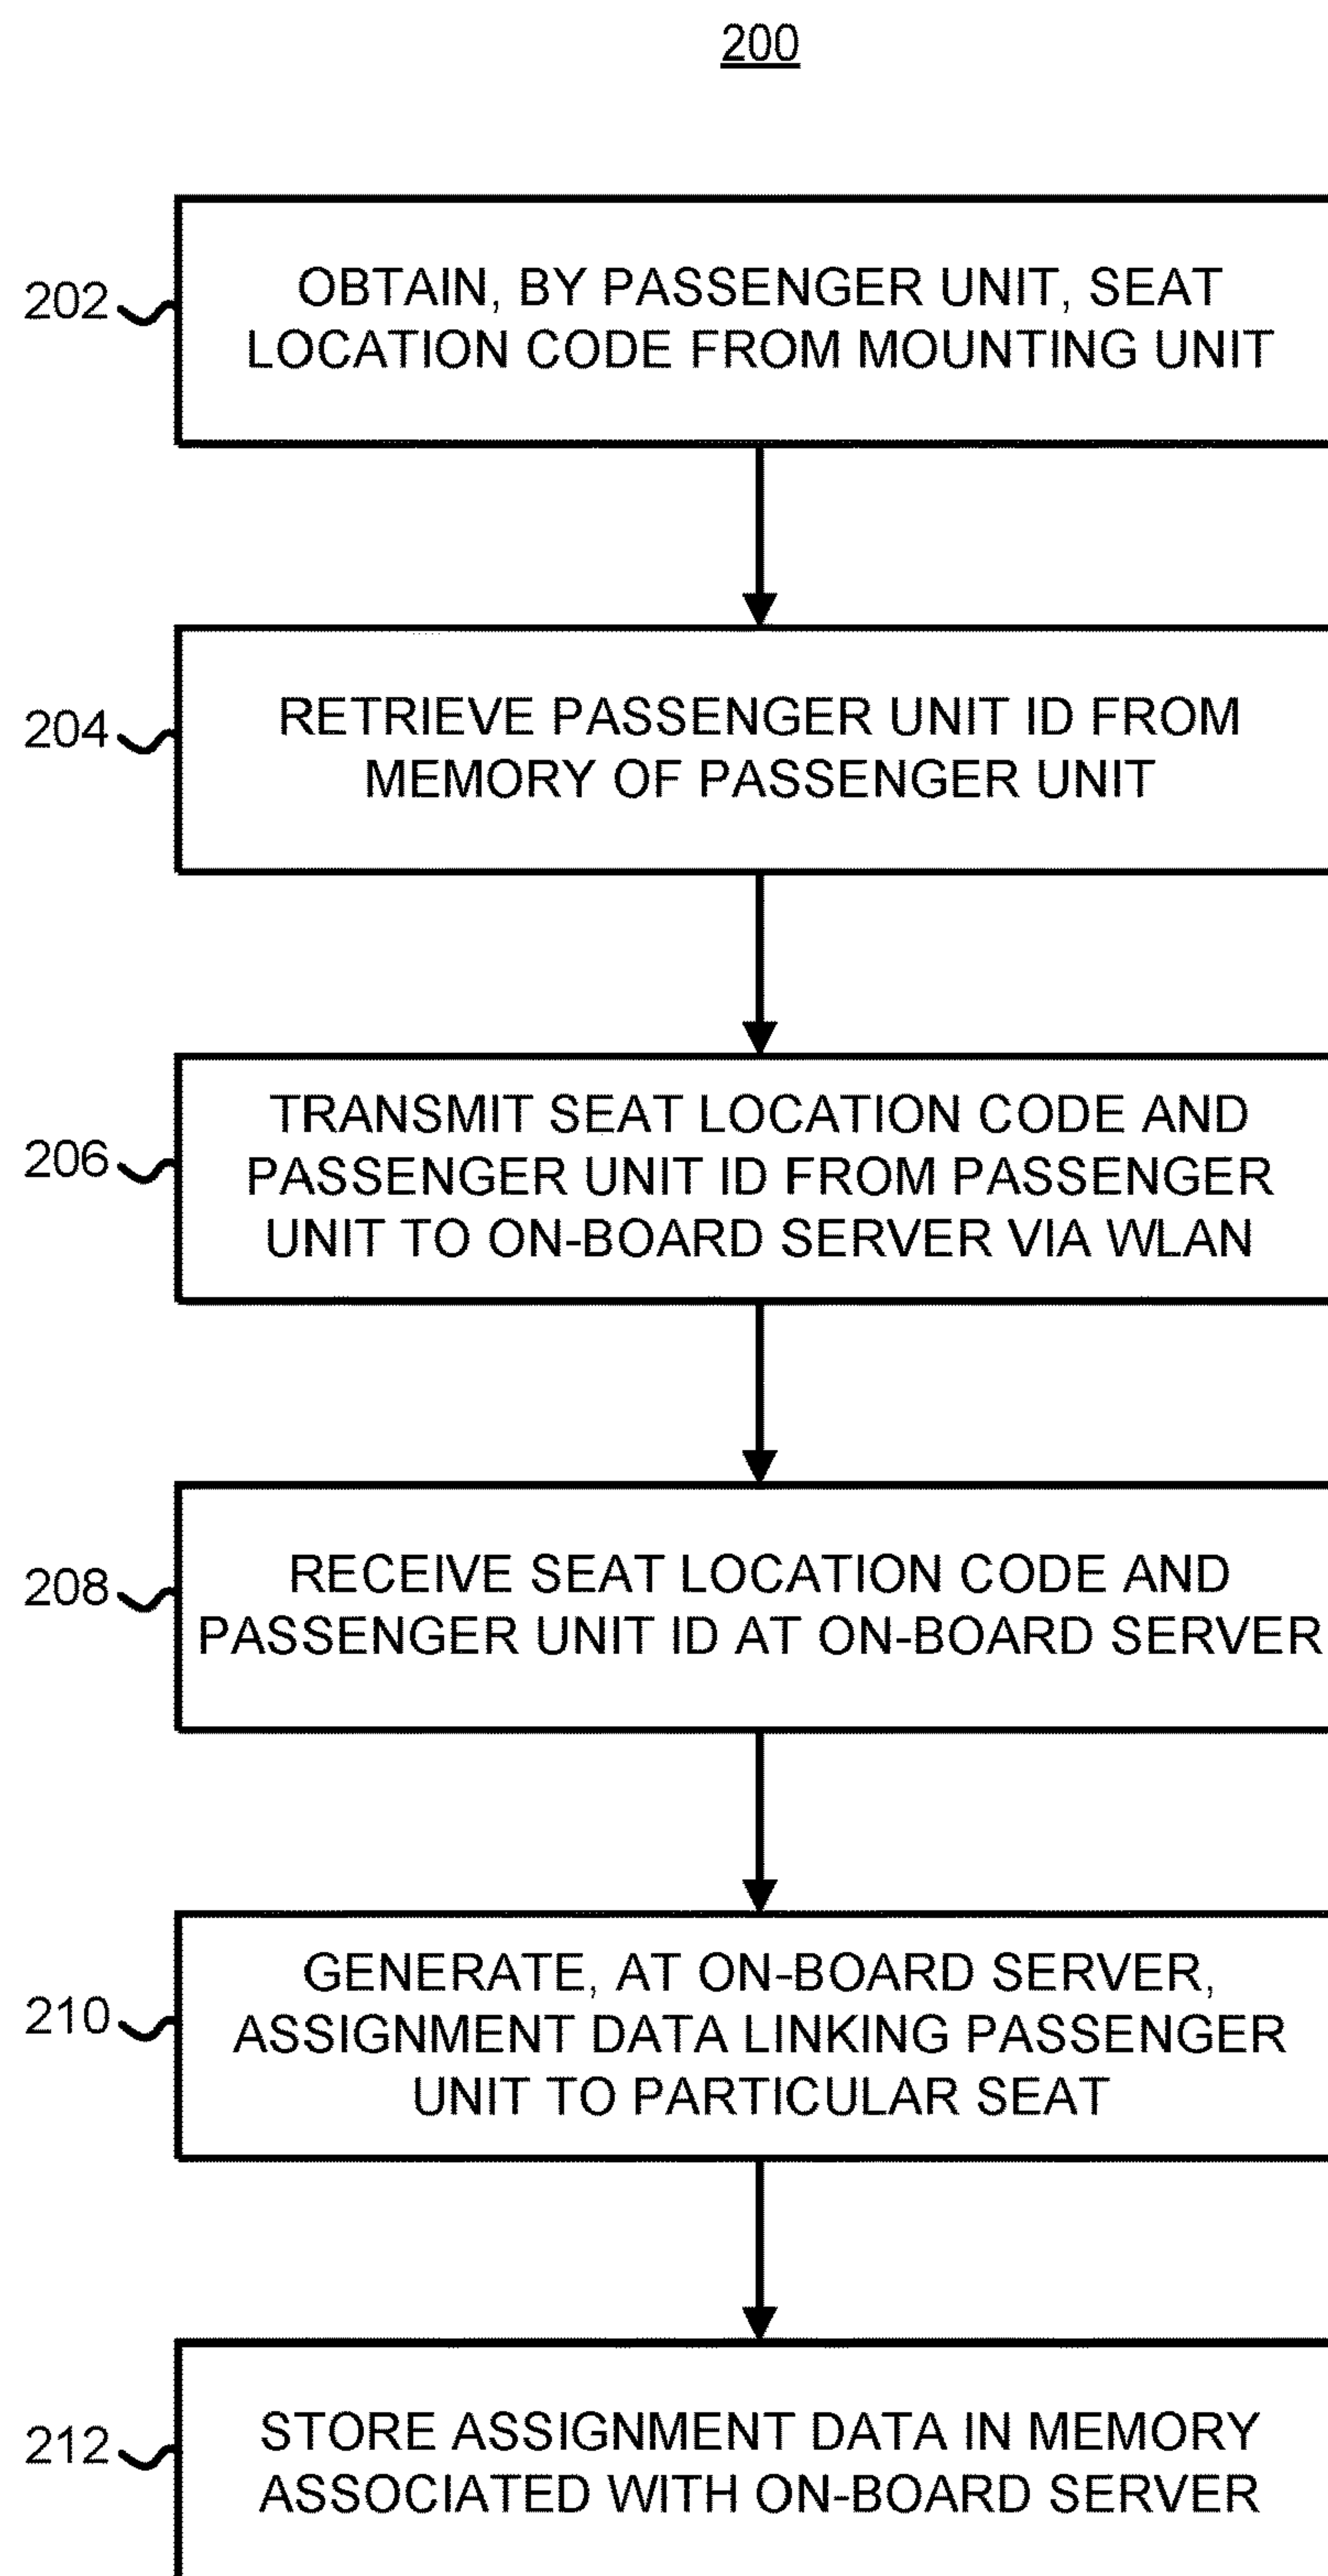 200
202
OBTAIN, BY PASSENGER UNIT, SEAT
LOCATION CODE FROM MOUNTING UNIT
204
RETRIEVE PASSENGER UNIT ID FROM
MEMORY OF PASSENGER UNIT
206
TRANSMIT SEAT LOCATION CODE AND
PASSENGER UNIT ID FROM PASSENGER
UNIT TO ON-BOARD SERVER VIA WLAN
208
RECEIVE SEAT LOCATION CODE AND
PASSENGER UNIT ID AT ON-BOARD SERVER
210
GENERATE, AT ON-BOARD SERVER,
ASSIGNMENT DATA LINKING PASSENGER
UNIT TO PARTICULAR SEAT
212
STORE ASSIGNMENT DATA IN MEMORY
ASSOCIATED WITH ON-BOARD SERVER